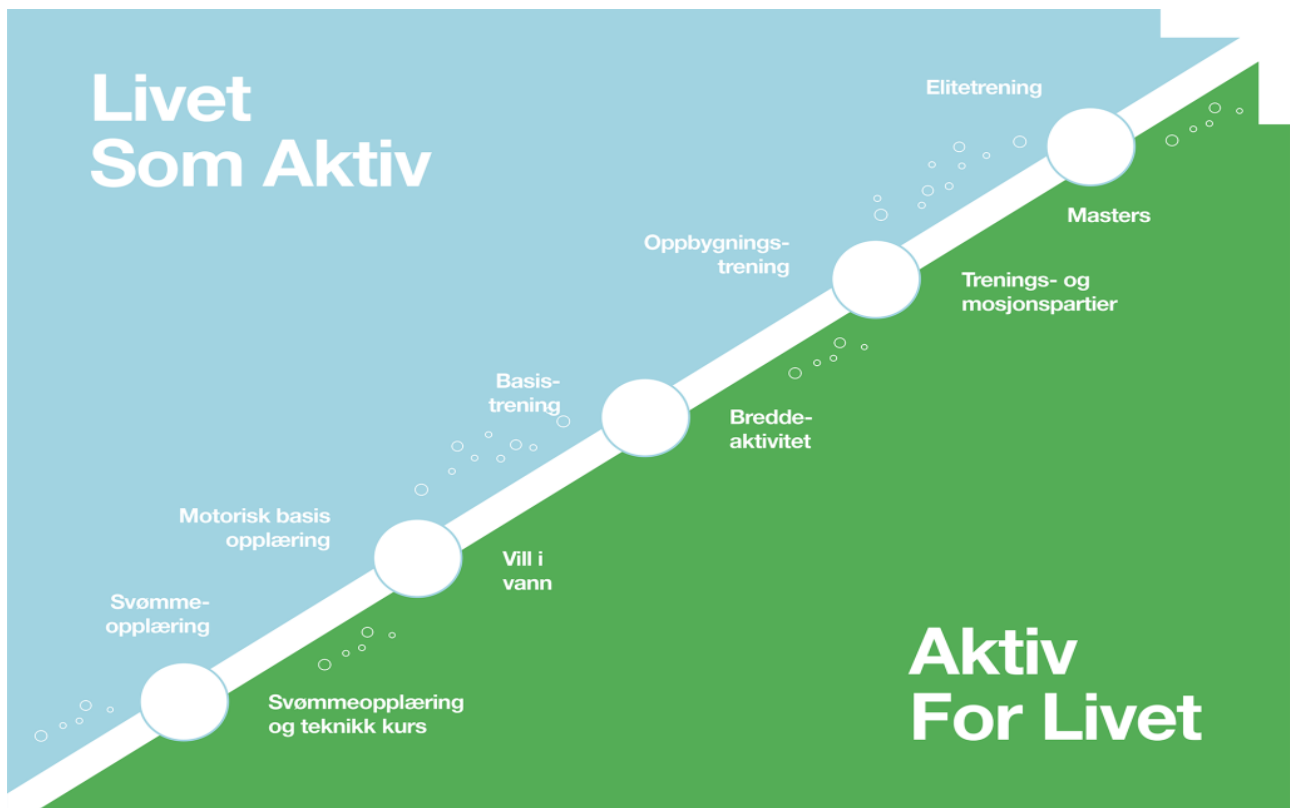 Livet
Som Aktiv
Elitetrening
Masters
Oppbygnings-
trening
Trenings- og
mosjonspartier
Basis-
trening
Bredde-
aktivitet
Motorisk basis
opplæring
Vill i
vann
Svømme-
opplæring
Svømmeopplæring
og teknikk kurs
Aktiv
For Livet